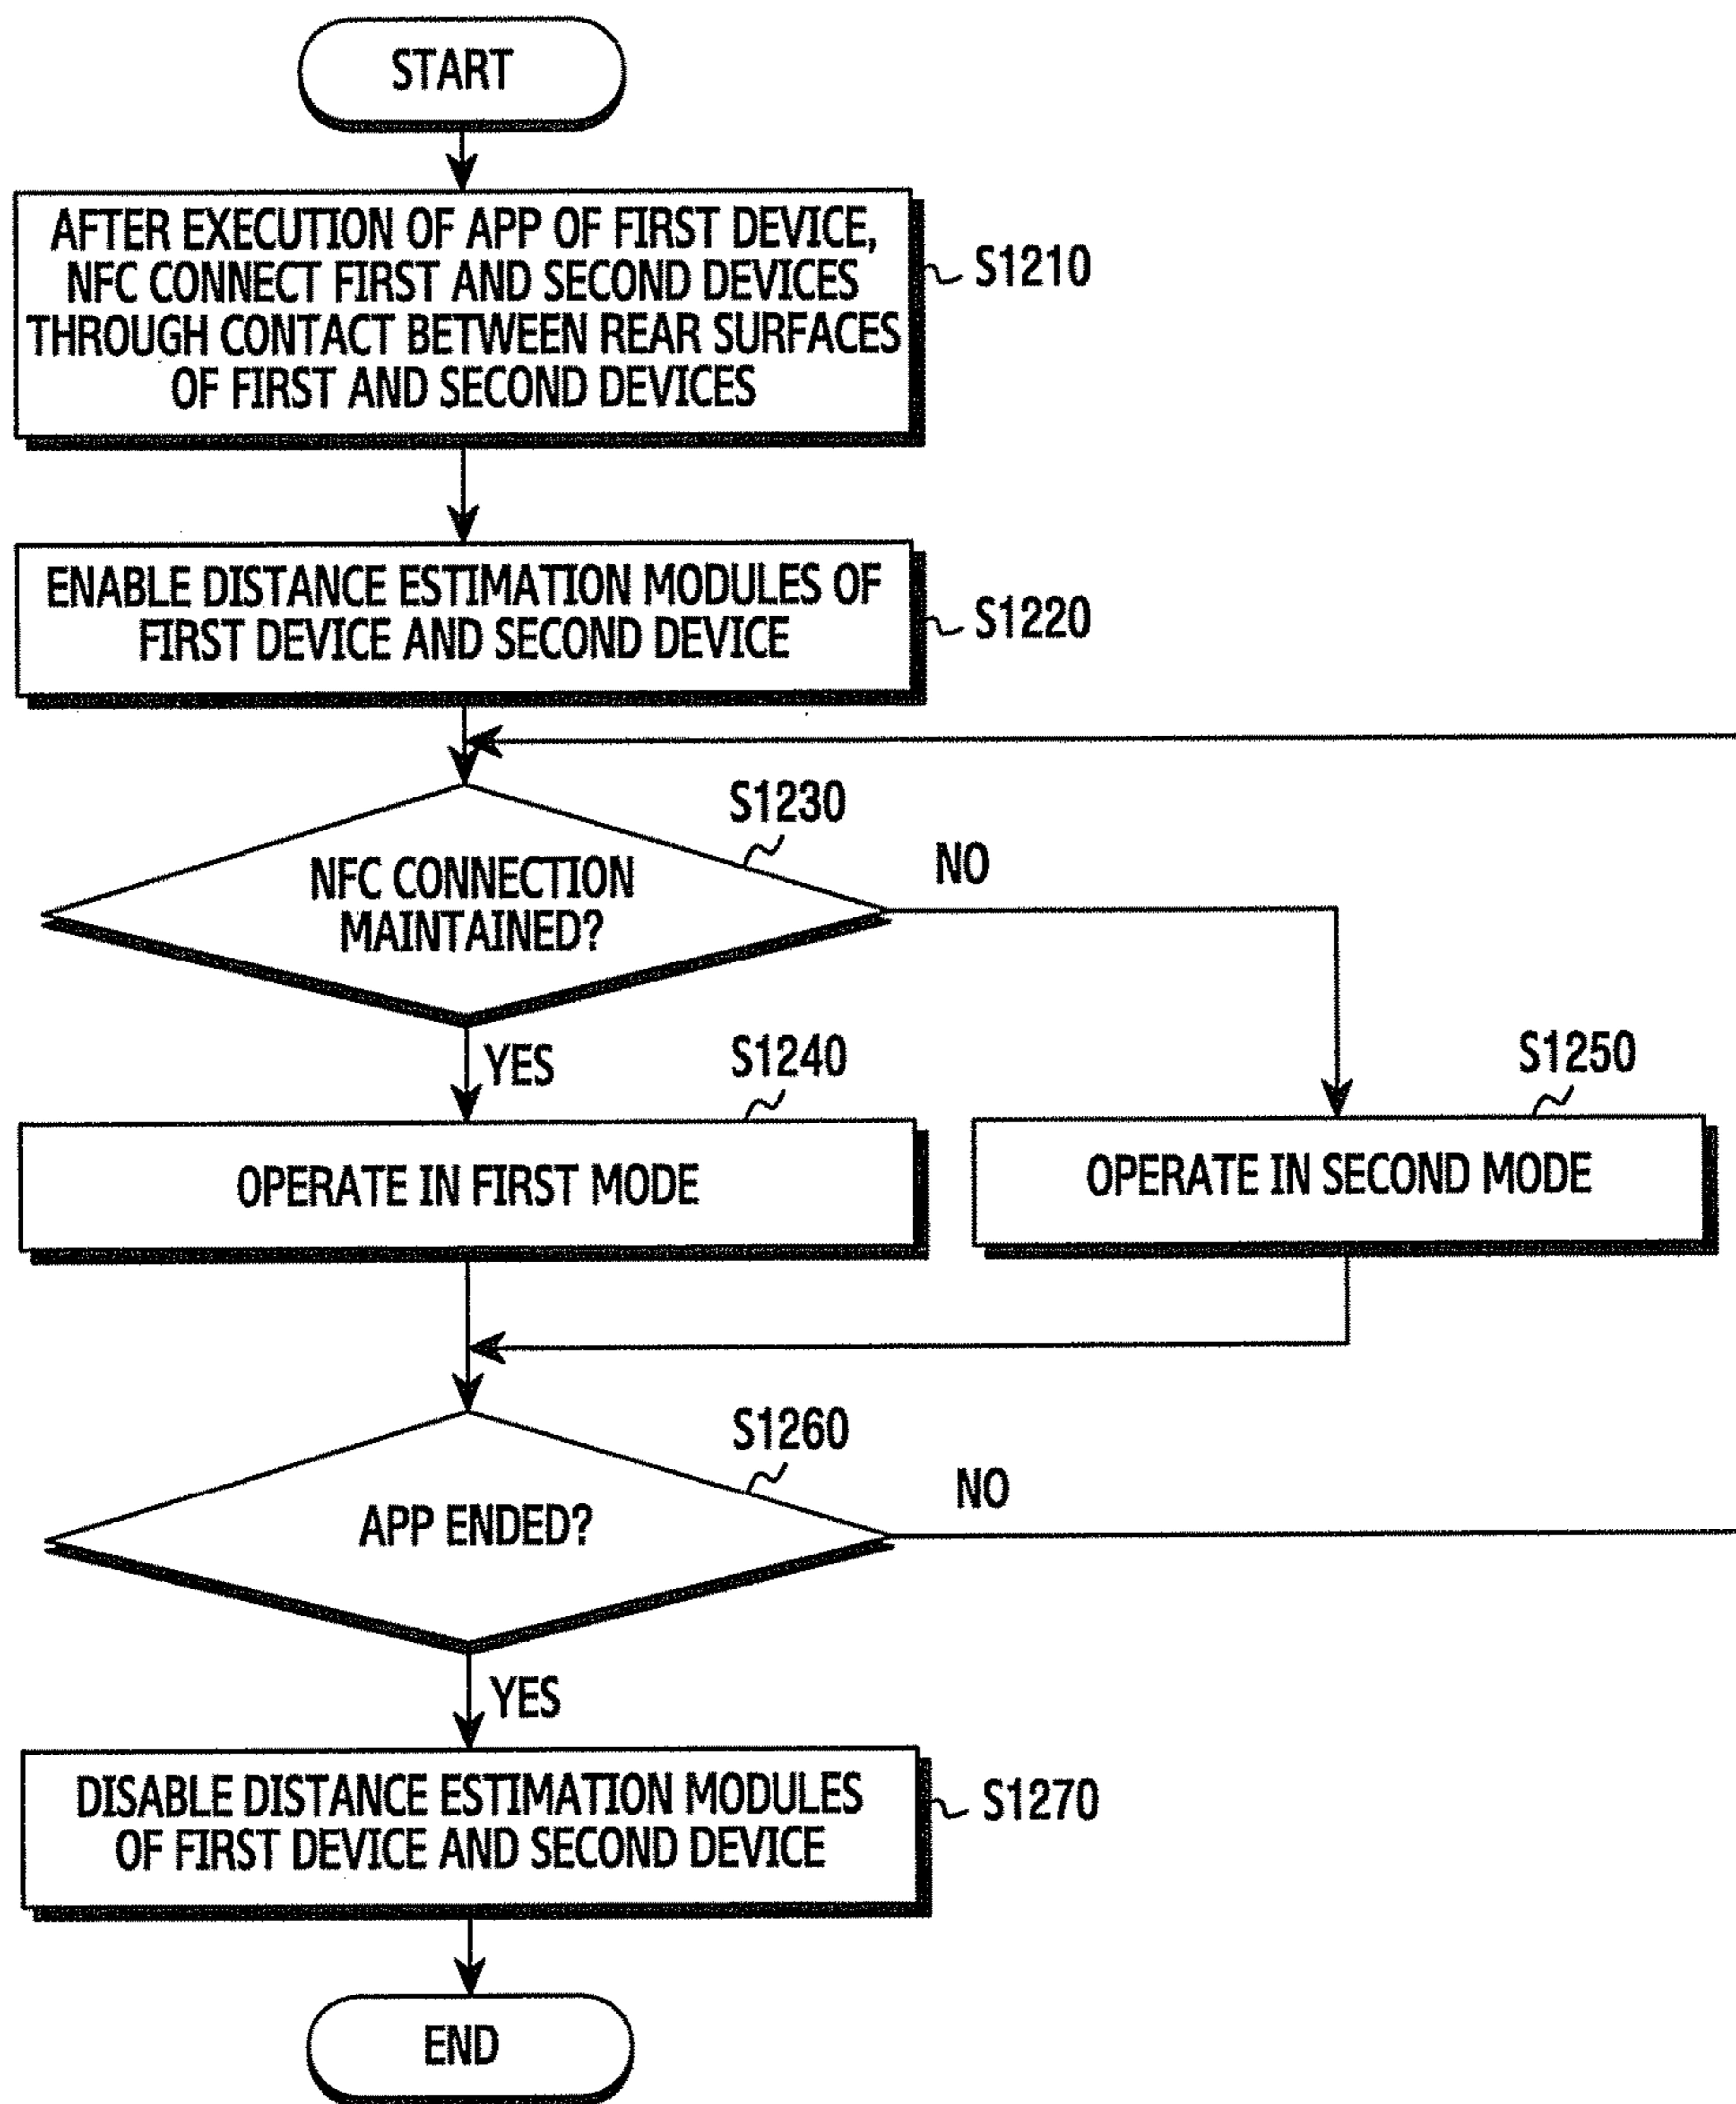 START
AFTER EXECUTION OF APP OF FIRST DEVICE,
NFC CONNECT FIRST AND SECOND DEVICES
THROUGH CONTACT BETWEEN REAR SURFACES
OF FIRST AND SECOND DEVICES
S1210
ENABLE DISTANCE ESTIMATION MODULES OF
FIRST DEVICE AND SECOND DEVICE
S1220
S1230
NFC CONNECTION
MAINTAINED?
NO
YES
S1240
S1250
OPERATE IN FIRST MODE
OPERATE IN SECOND MODE
S1260
APP ENDED?
NO
YES
DISABLE DISTANCE ESTIMATION MODULES
OF FIRST DEVICE AND SECOND DEVICE
S1270
END